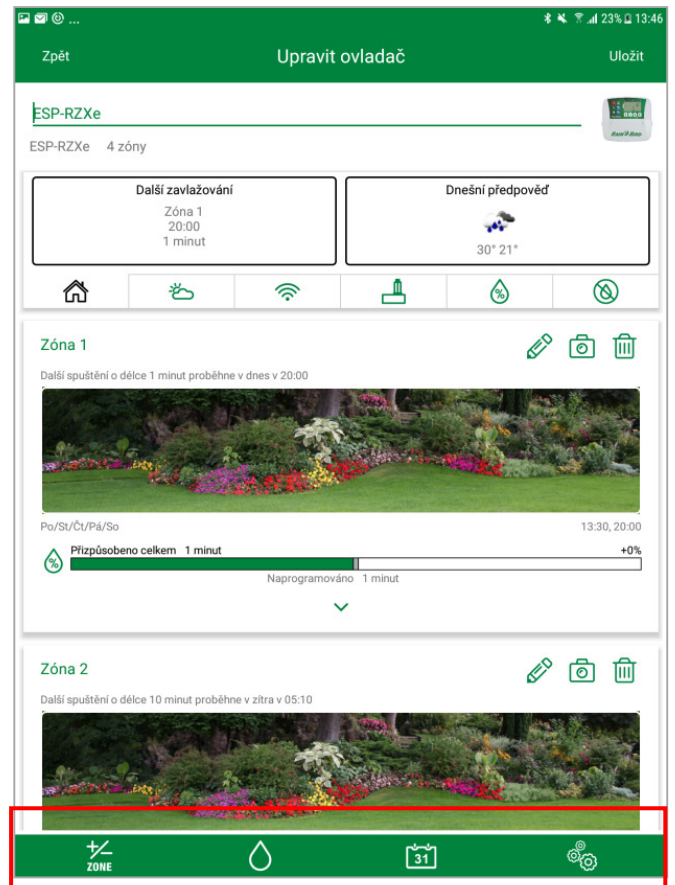 ... 23% 13:46
Zpět Upravit ovladač Uložit
ESP-RZXe
ESP-RZXe 4 zóny
Další zavlažování Dnešní předpověď
Zóna 1
20:00
1 minut
30° 21°
%
Zóna 1
Další spuštění o délce 1 minut proběhne v dnes v 20:00
Po/St/Čt/Pá/So 13:30, 20:00
Přizpůsobeno celkem 1 minut +0%
%
Naprogramováno 1 minut
Zóna 2
Další spuštění o délce 10 minut proběhne v zítra v 05:10
+/- 31
ZONE